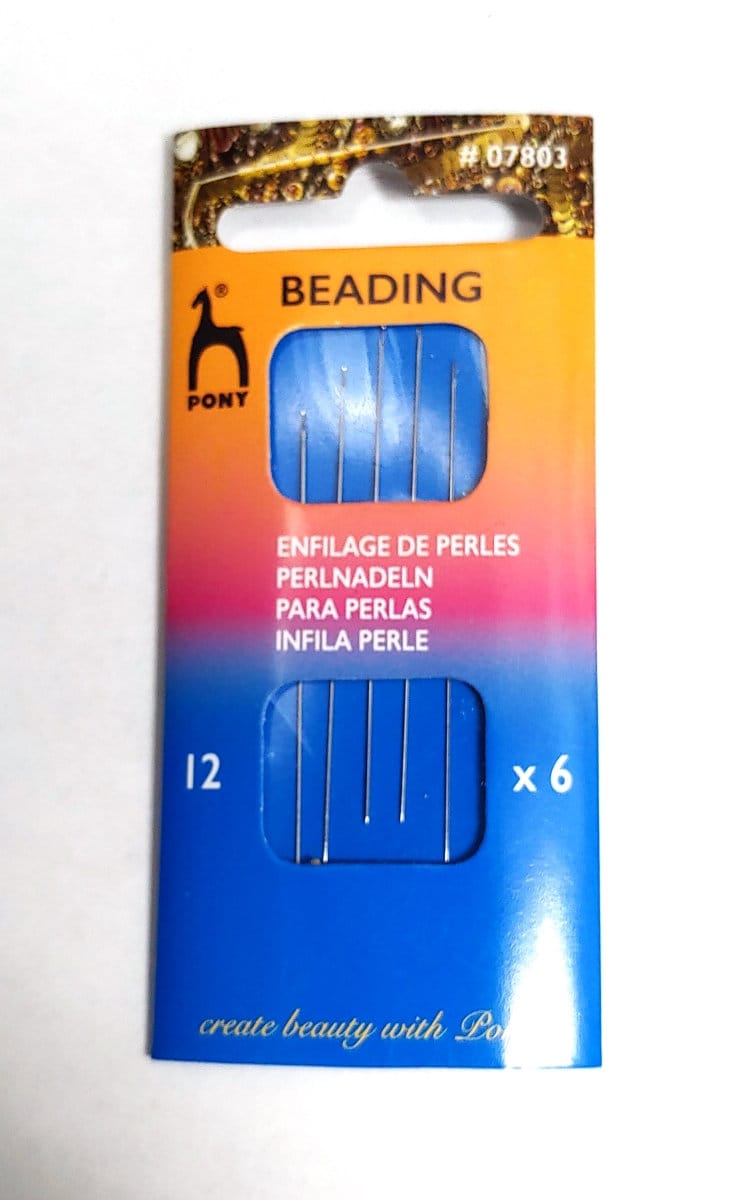 # 07803
BEADING
®
PONY
ENFILAGE DE PERLES
PERLNADELN
PARA PERLAS
INFILA PERLE
12
x 6
create beauty with